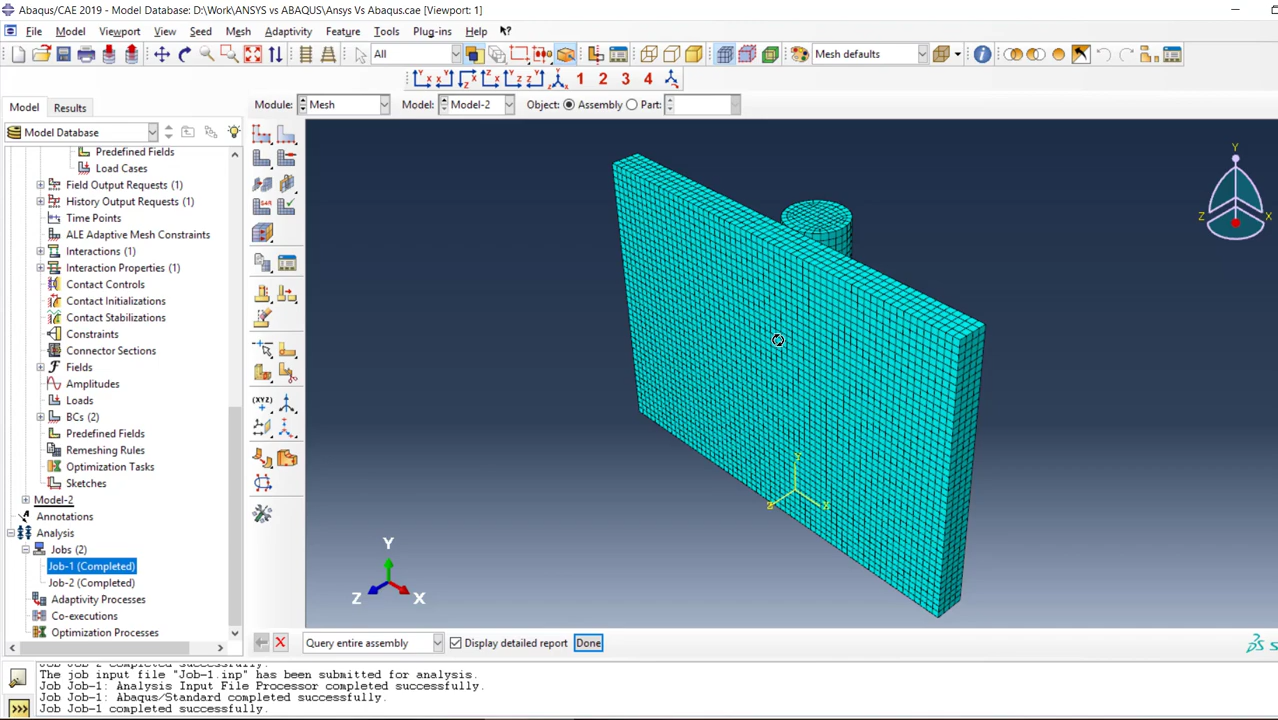 Abaqus/CAE 2019 - Model Database: D:\Work\ANSYS vs ABAQUS\Ansys Vs Abaqus.cae [Viewport: 1]
File Model Viewport View Seed Mesh Adaptivity Feature Tools Plug-ins Help
All Mesh defaults
1 2 3 4
Model Results Module: Mesh Model: Model-2 Object: Assembly Part:
Model Database
Predefined Fields
Load Cases
Field Output Requests (1)
History Output Requests (1)
Time Points
ALE Adaptive Mesh Constraints
Interactions (1)
Interaction Properties (1)
Contact Controls
Contact Initializations
Contact Stabilizations
Constraints
Connector Sections
Fields
Amplitudes
Loads
BCs (2)
Predefined Fields
Remeshing Rules
Optimization Tasks
Sketches
Model-2
Annotations
Analysis
Jobs (2)
Job-1 (Completed)
Job-2 (Completed)
Adaptivity Processes
Co-executions
Optimization Processes
(XYZ)
Y
Z X
Y
Z X
Query entire assembly Display detailed report Done
Job Job-2 completed successfully.
The job input file "Job-1.inp" has been submitted for analysis.
Job Job-1: Analysis Input File Processor completed successfully.
Job Job-1: Abaqus/Standard completed successfully.
Job Job-1 completed successfully.
>>>